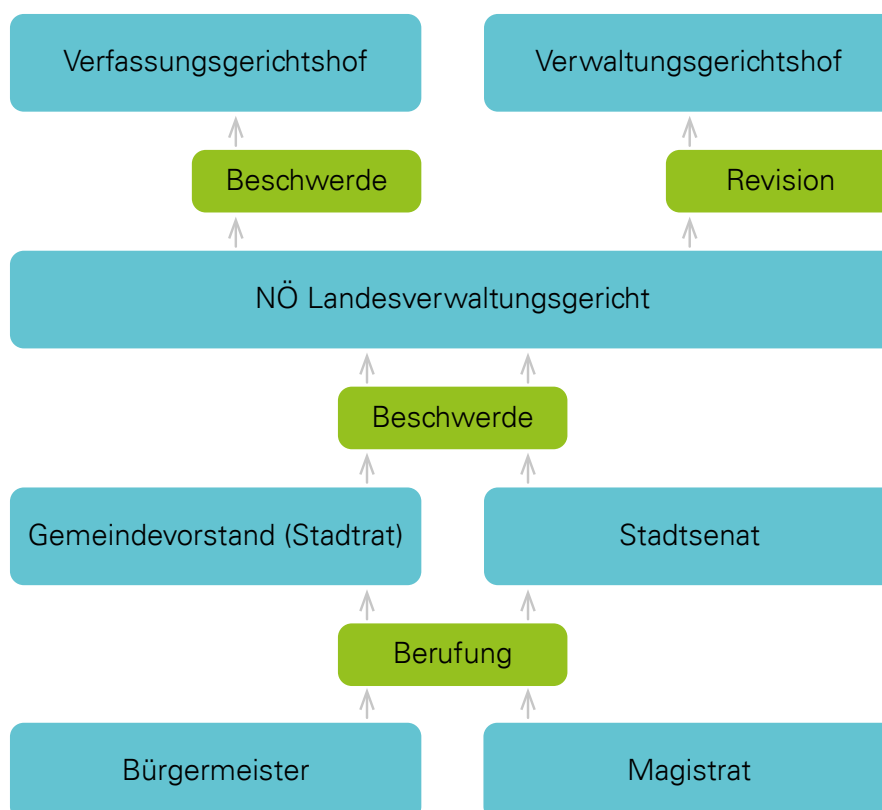 Verfassungsgerichtshof
Verwaltungsgerichtshof
Beschwerde
Revision
NÖ Landesverwaltungsgericht
Beschwerde
Gemeindevorstand (Stadtrat)
Stadtsenat
Berufung
Bürgermeister
Magistrat